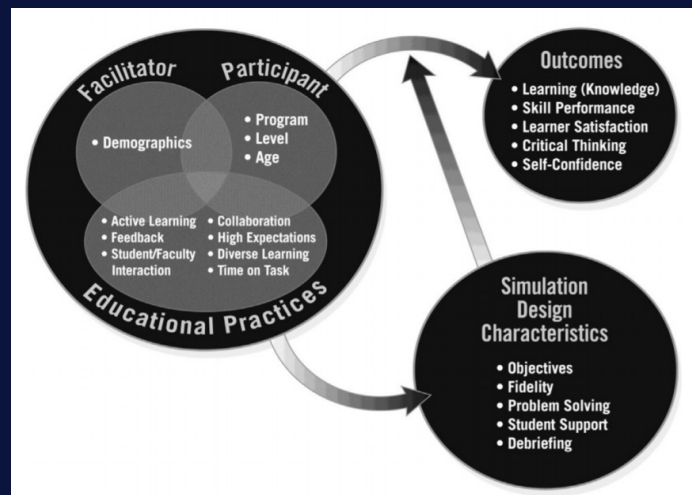 Facilitator
Participant
• Demographics
• Program
• Level
• Age
• Active Learning
• Feedback
• Student/Faculty
Interaction
• Collaboration
• High Expectations
• Diverse Learning
• Time on Task
Educational Practices
Outcomes
• Learning (Knowledge)
• Skill Performance
• Learner Satisfaction
• Critical Thinking
• Self-Confidence
Simulation
Design
Characteristics
• Objectives
• Fidelity
• Problem Solving
• Student Support
• Debriefing